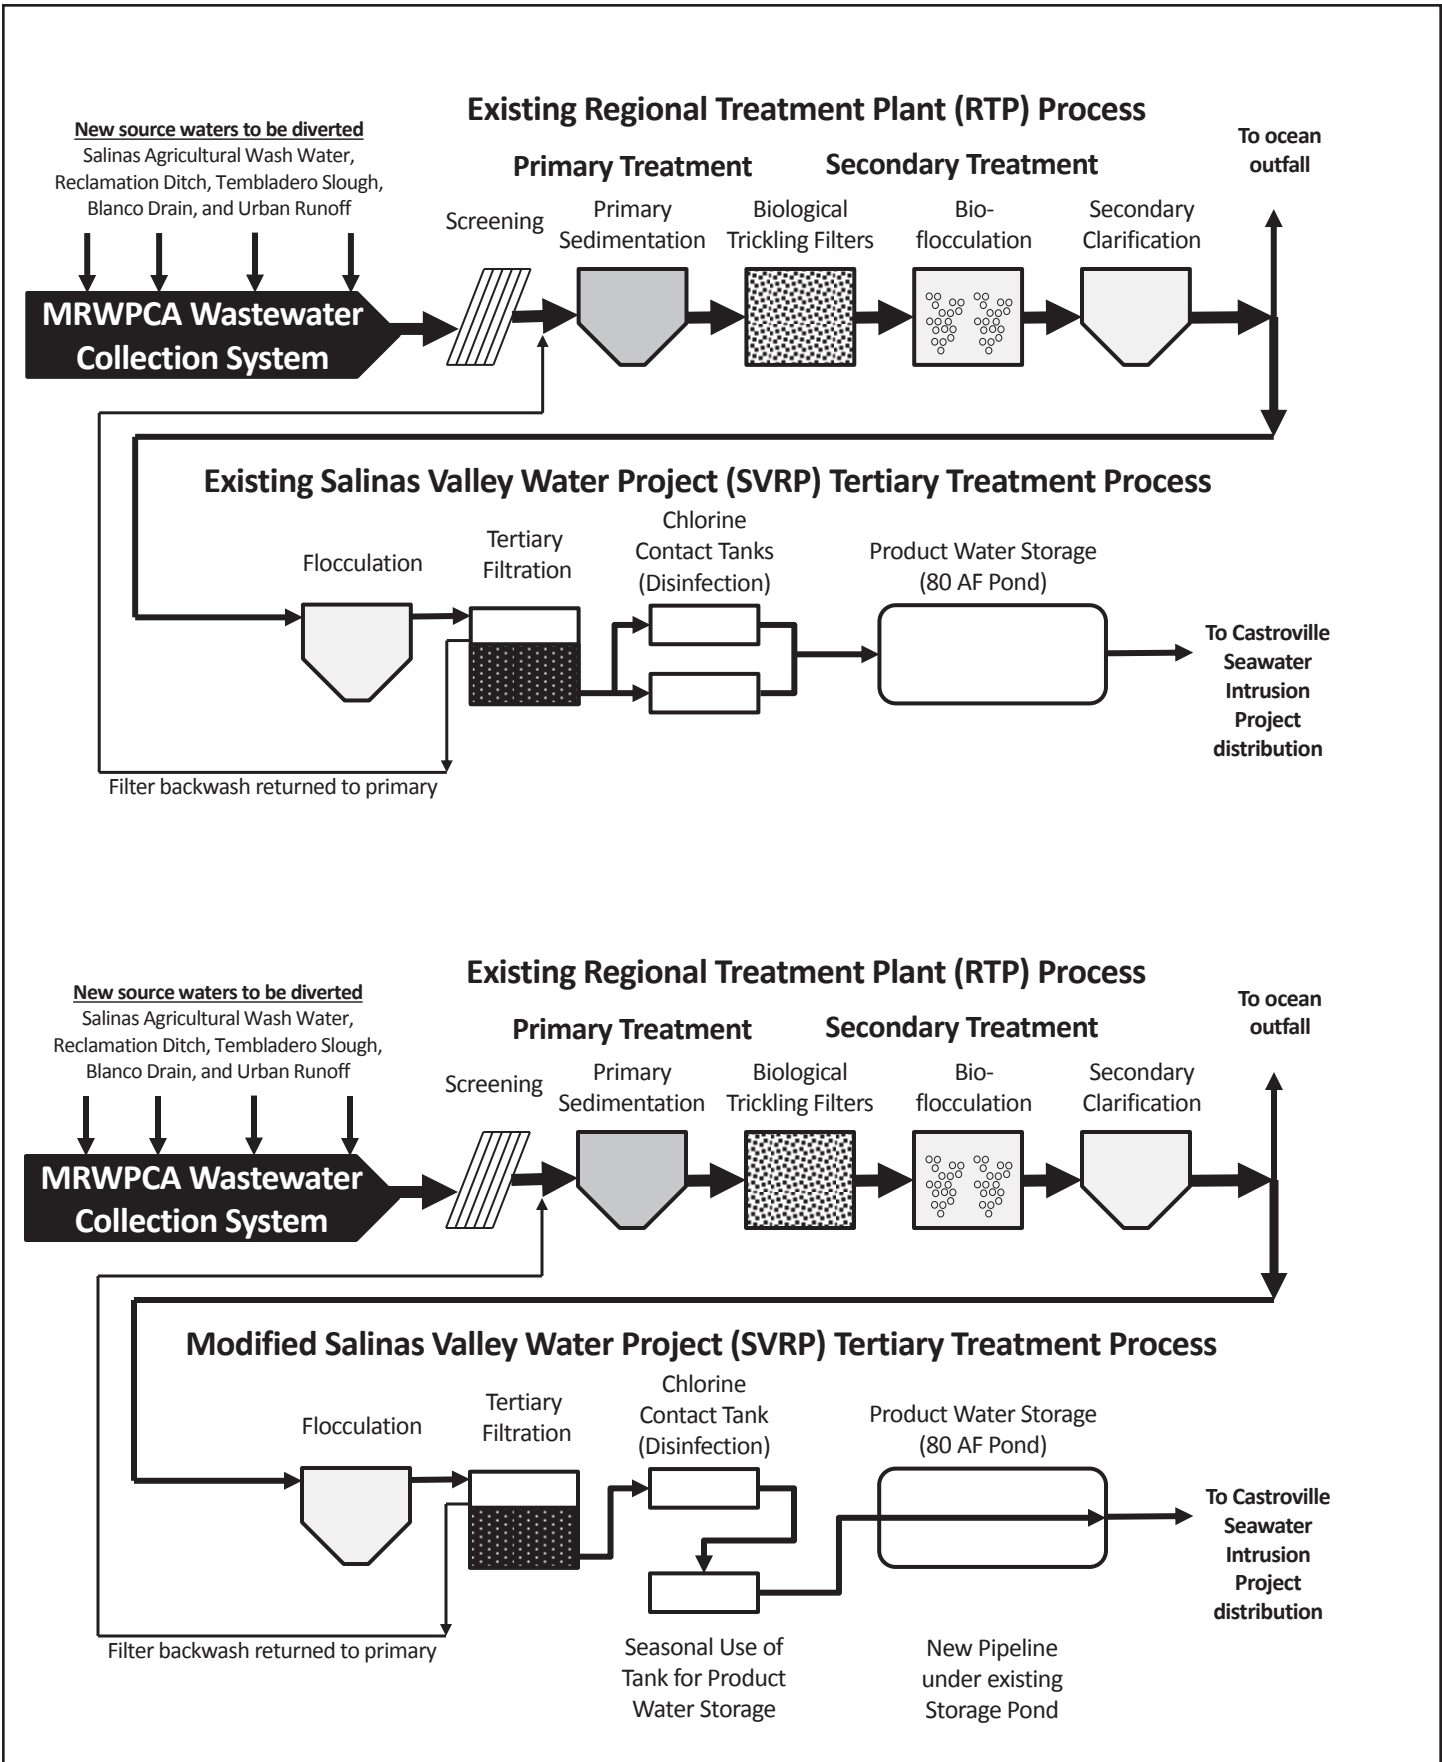 Existing Regional Treatment Plant (RTP) Process
New source waters to be diverted
Salinas Agricultural Wash Water,
Reclamation Ditch, Tembladero Slough,
Blanco Drain, and Urban Runoff
Primary Treatment
Secondary Treatment
To ocean
outfall
Screening
Primary
Sedimentation
Biological
Trickling Filters
Bio-
flocculation
Secondary
Clarification
MRWPCA Wastewater
Collection System
Existing Salinas Valley Water Project (SVRP) Tertiary Treatment Process
Flocculation
Tertiary
Filtration
Chlorine
Contact Tanks
(Disinfection)
Product Water Storage
(80 AF Pond)
To Castroville
Seawater
Intrusion
Project
distribution
Filter backwash returned to primary
Existing Regional Treatment Plant (RTP) Process
New source waters to be diverted
Salinas Agricultural Wash Water,
Reclamation Ditch, Tembladero Slough,
Blanco Drain, and Urban Runoff
Primary Treatment
Secondary Treatment
To ocean
outfall
Screening
Primary
Sedimentation
Biological
Trickling Filters
Bio-
flocculation
Secondary
Clarification
MRWPCA Wastewater
Collection System
Modified Salinas Valley Water Project (SVRP) Tertiary Treatment Process
Flocculation
Tertiary
Filtration
Chlorine
Contact Tank
(Disinfection)
Product Water Storage
(80 AF Pond)
To Castroville
Seawater
Intrusion
Project
distribution
Filter backwash returned to primary
Seasonal Use of
Tank for Product
Water Storage
New Pipeline
under existing
Storage Pond